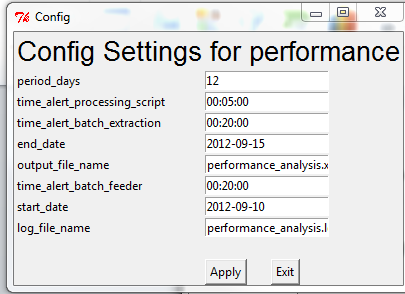 Config
Config Settings for performance
period_days 12
time_alert_processing_script 00:05:00
time_alert_batch_extraction 00:20:00
end_date 2012-09-15
output_file_name performance_analysis.x
time_alert_batch_feeder 00:20:00
start_date 2012-09-10
log_file_name performance_analysis.l
Apply Exit